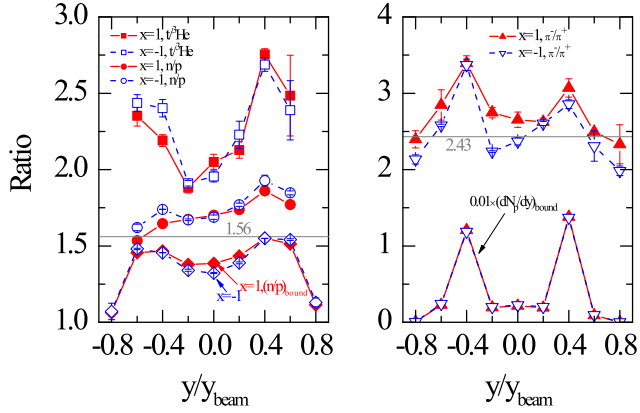 Ratio
3.0
2.5
2.0
1.5
1.0
x=1, t/³He
x=-1, t/³He
x=1, n/p
x=-1, n/p
1.56
x=1,(n/p)bound
x=-1
-0.8 -0.4 0.0 0.4 0.8
y/ybeam
4
3
2
1
0
x=1, π⁻/π⁺
x=-1, π⁻/π⁺
2.43
0.01×(dNp/dy)bound
-0.8 -0.4 0.0 0.4 0.8
y/ybeam